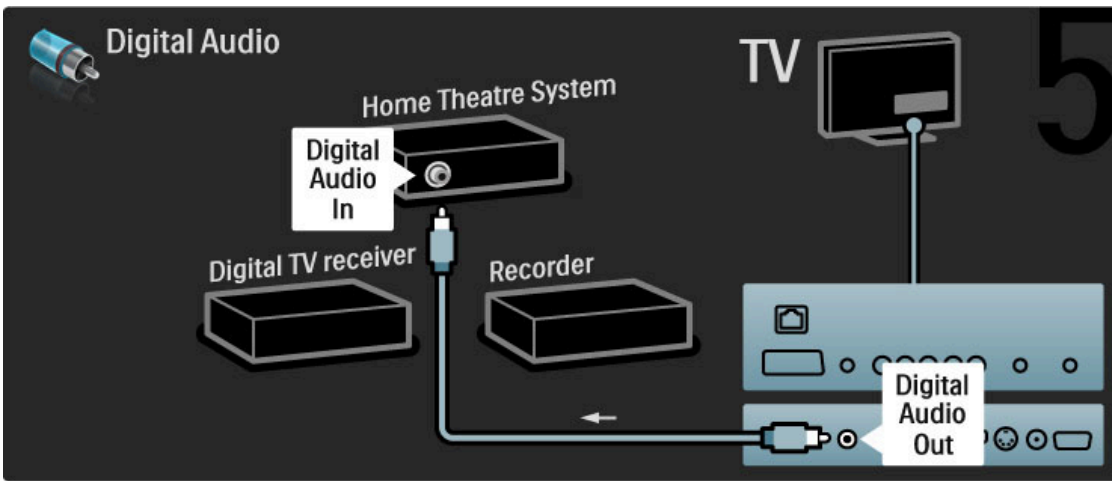 Digital Audio
TV
5
Home Theatre System
Digital
Audio
In
Digital TV receiver
Recorder
Digital
Audio
Out